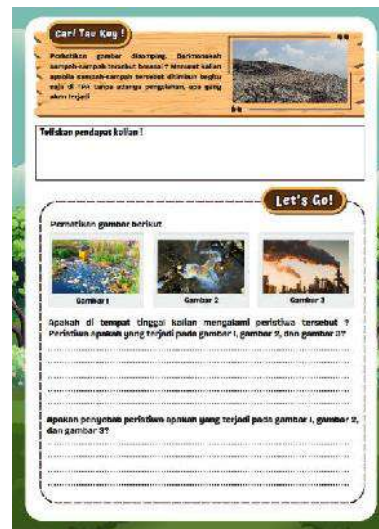 Cari Tau Kuy !
Perhatikan gambar disamping. Darimanakah
sampah-sampah tersebut berasal ? Menurut kalian
apabila sampah-sampah tersebut ditimbun begitu
saja di TPA tanpa adanya pengolahan, apa yang
akan terjadi
Tuliskan pendapat kalian !
Let's Go!
Perhatikan gambar berikut
Gambar 1
Gambar 2
Gambar 3
Apakah di tempat tinggal kalian mengalami peristiwa tersebut ?
Peristiwa apakah yang terjadi pada gambar 1, gambar 2, dan gambar 3?
Apakah penyebab peristiwa apakah yang terjadi pada gambar 1, gambar 2,
dan gambar 3?